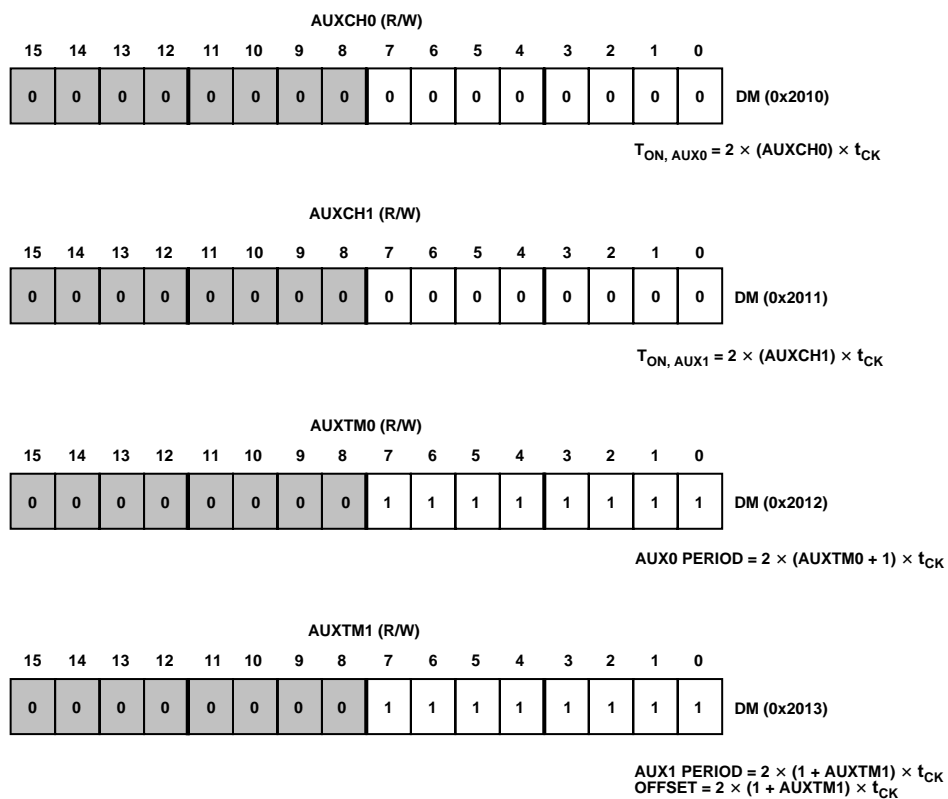 AUXCH0 (R/W)
15 14 13 12 11 10 9 8 7 6 5 4 3 2 1 0
0 0 0 0 0 0 0 0 0 0 0 0 0 0 0 0 DM (0x2010)
T_ON, AUX0 = 2 × (AUXCH0) × t_CK
AUXCH1 (R/W)
15 14 13 12 11 10 9 8 7 6 5 4 3 2 1 0
0 0 0 0 0 0 0 0 0 0 0 0 0 0 0 0 DM (0x2011)
T_ON, AUX1 = 2 × (AUXCH1) × t_CK
AUXTM0 (R/W)
15 14 13 12 11 10 9 8 7 6 5 4 3 2 1 0
0 0 0 0 0 0 0 0 1 1 1 1 1 1 1 1 DM (0x2012)
AUX0 PERIOD = 2 × (AUXTM0 + 1) × t_CK
AUXTM1 (R/W)
15 14 13 12 11 10 9 8 7 6 5 4 3 2 1 0
0 0 0 0 0 0 0 0 1 1 1 1 1 1 1 1 DM (0x2013)
AUX1 PERIOD = 2 × (1 + AUXTM1) × t_CK
OFFSET = 2 × (1 + AUXTM1) × t_CK